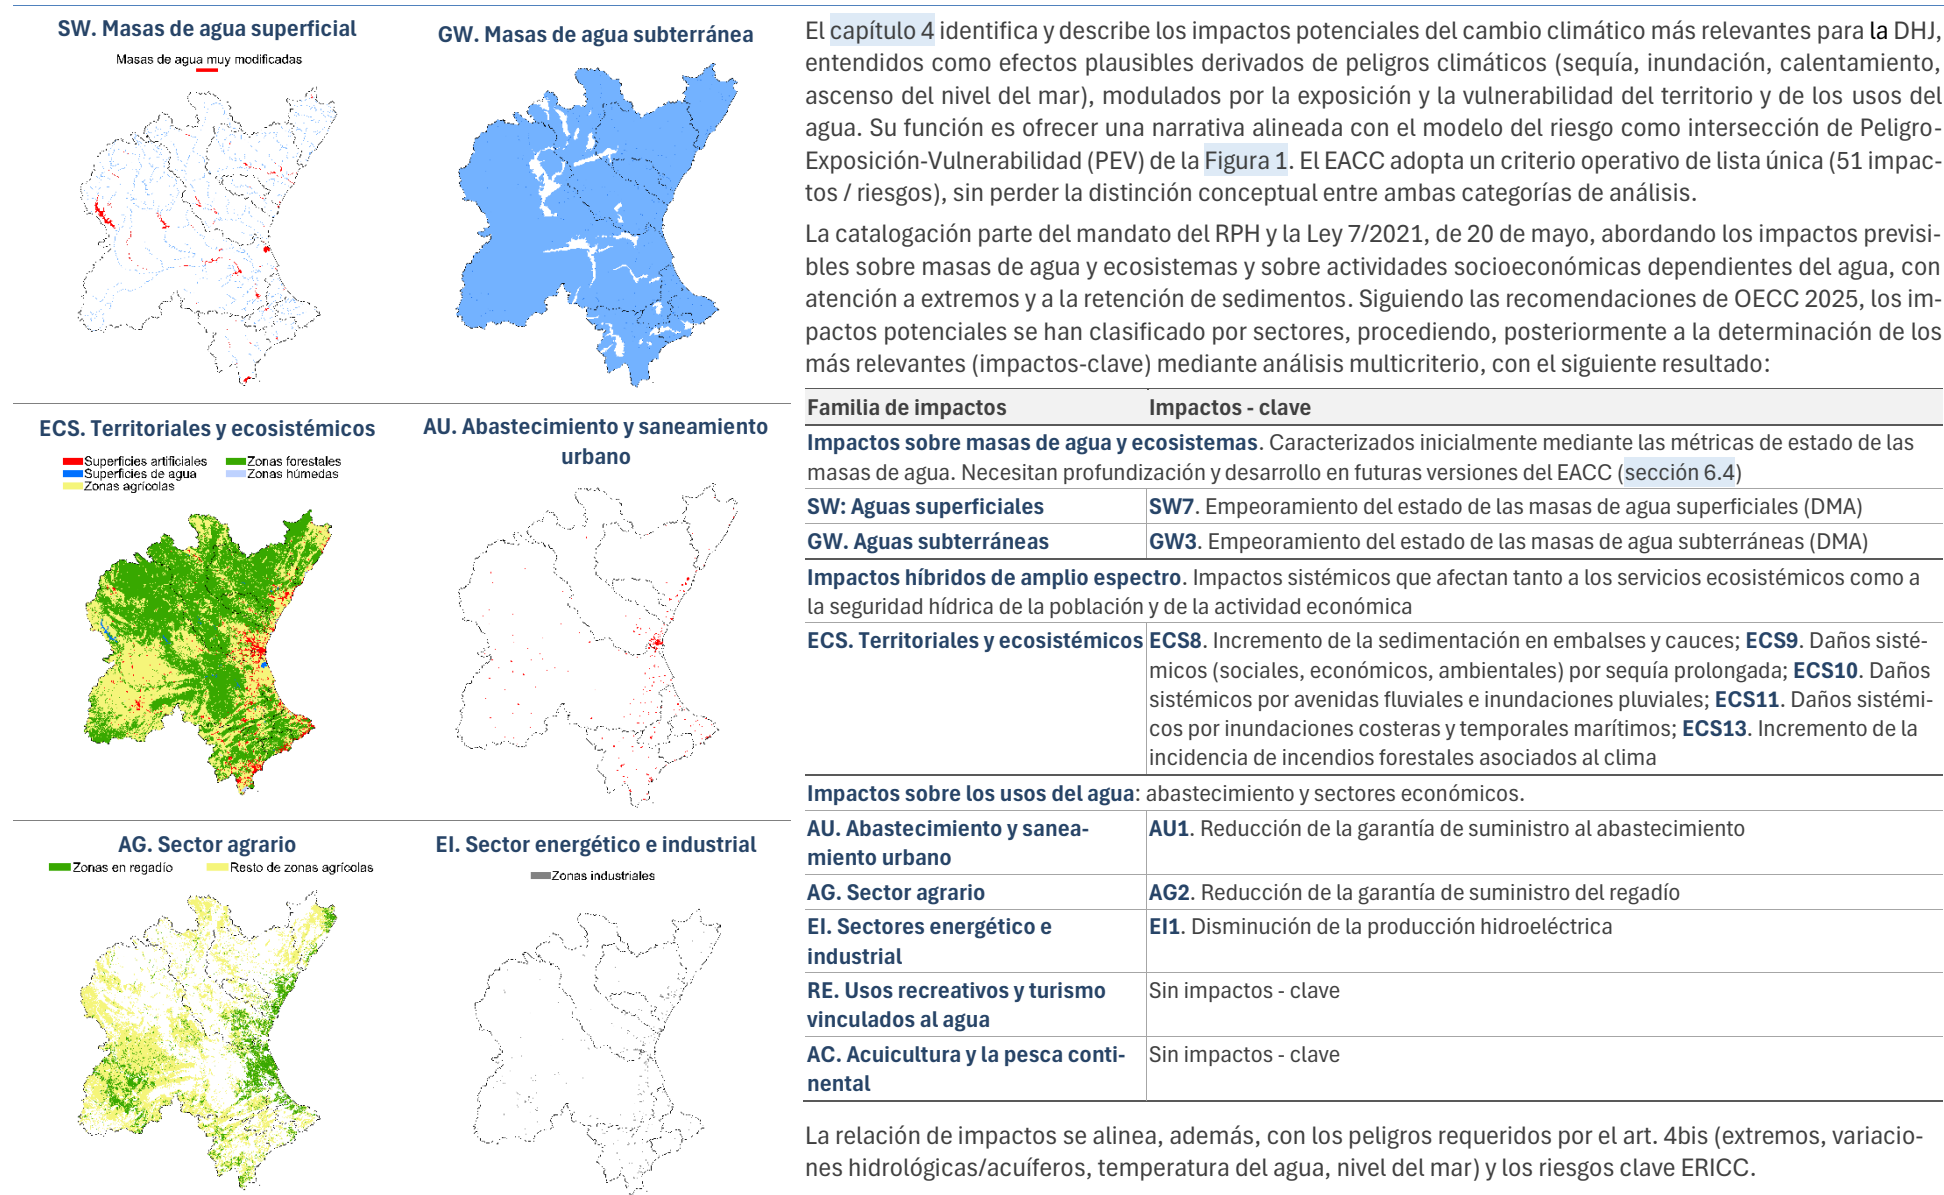 SW. Masas de agua superficial
Masas de agua muy modificadas
GW. Masas de agua subterránea
ECS. Territoriales y ecosistémicos
Superficies artificiales
Zonas forestales
Superficies de agua
Zonas húmedas
Zonas agrícolas
AU. Abastecimiento y saneamiento
urbano
AG. Sector agrario
Zonas en regadío
Resto de zonas agrícolas
EI. Sector energético e industrial
Zonas industriales
El capítulo 4 identifica y describe los impactos potenciales del cambio climático más relevantes para la DHJ,
entendidos como efectos plausibles derivados de peligros climáticos (sequía, inundación, calentamiento,
ascenso del nivel del mar), modulados por la exposición y la vulnerabilidad del territorio y de los usos del
agua. Su función es ofrecer una narrativa alineada con el modelo del riesgo como intersección de Peligro-
Exposición-Vulnerabilidad (PEV) de la Figura 1. El EACC adopta un criterio operativo de lista única (51 impac-
tos / riesgos), sin perder la distinción conceptual entre ambas categorías de análisis.
La catalogación parte del mandato del RPH y la Ley 7/2021, de 20 de mayo, abordando los impactos previsi-
bles sobre masas de agua y ecosistemas y sobre actividades socioeconómicas dependientes del agua, con
atención a extremos y a la retención de sedimentos. Siguiendo las recomendaciones de OECC 2025, los im-
pactos potenciales se han clasificado por sectores, procediendo, posteriormente a la determinación de los
más relevantes (impactos-clave) mediante análisis multicriterio, con el siguiente resultado:
Familia de impactos
Impactos - clave
Impactos sobre masas de agua y ecosistemas. Caracterizados inicialmente mediante las métricas de estado de las
masas de agua. Necesitan profundización y desarrollo en futuras versiones del EACC (sección 6.4)
SW: Aguas superficiales
SW7. Empeoramiento del estado de las masas de agua superficiales (DMA)
GW. Aguas subterráneas
GW3. Empeoramiento del estado de las masas de agua subterráneas (DMA)
Impactos híbridos de amplio espectro. Impactos sistémicos que afectan tanto a los servicios ecosistémicos como a
la seguridad hídrica de la población y de la actividad económica
ECS. Territoriales y ecosistémicos
ECS8. Incremento de la sedimentación en embalses y cauces; ECS9. Daños sisté-
micos (sociales, económicos, ambientales) por sequía prolongada; ECS10. Daños
sistémicos por avenidas fluviales e inundaciones pluviales; ECS11. Daños sistémi-
cos por inundaciones costeras y temporales marítimos; ECS13. Incremento de la
incidencia de incendios forestales asociados al clima
Impactos sobre los usos del agua: abastecimiento y sectores económicos.
AU. Abastecimiento y sanea-
miento urbano
AU1. Reducción de la garantía de suministro al abastecimiento
AG. Sector agrario
AG2. Reducción de la garantía de suministro del regadío
EI. Sectores energético e
industrial
EI1. Disminución de la producción hidroeléctrica
RE. Usos recreativos y turismo
vinculados al agua
Sin impactos - clave
AC. Acuicultura y la pesca conti-
nental
Sin impactos - clave
La relación de impactos se alinea, además, con los peligros requeridos por el art. 4bis (extremos, variacio-
nes hidrológicas/acuíferos, temperatura del agua, nivel del mar) y los riesgos clave ERICC.